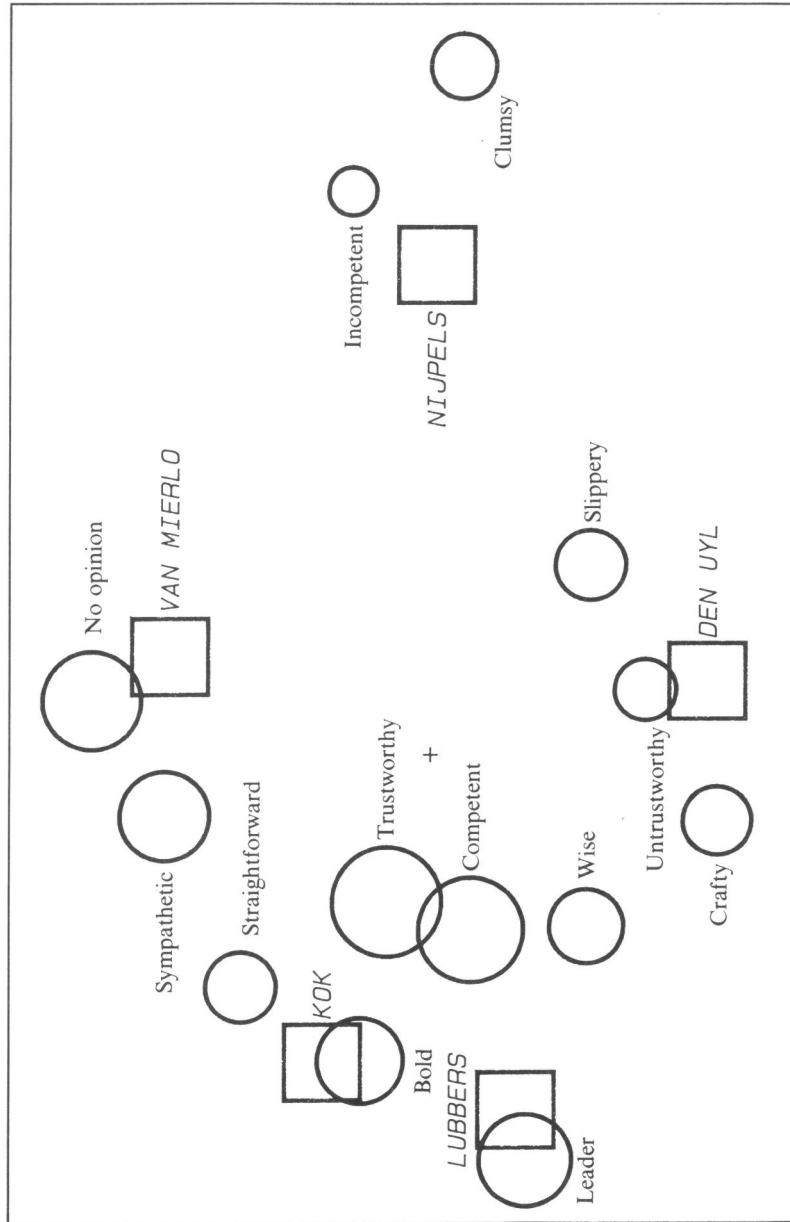 No opinion
Sympathetic
VAN MIERLO
Straightforward
KOK
Incompetent
Trustworthy
Bold
+
NIJPELS
LUBBERS
Competent
Clumsy
Leader
Wise
Slippery
Untrustworthy
DEN UYL
Crafty